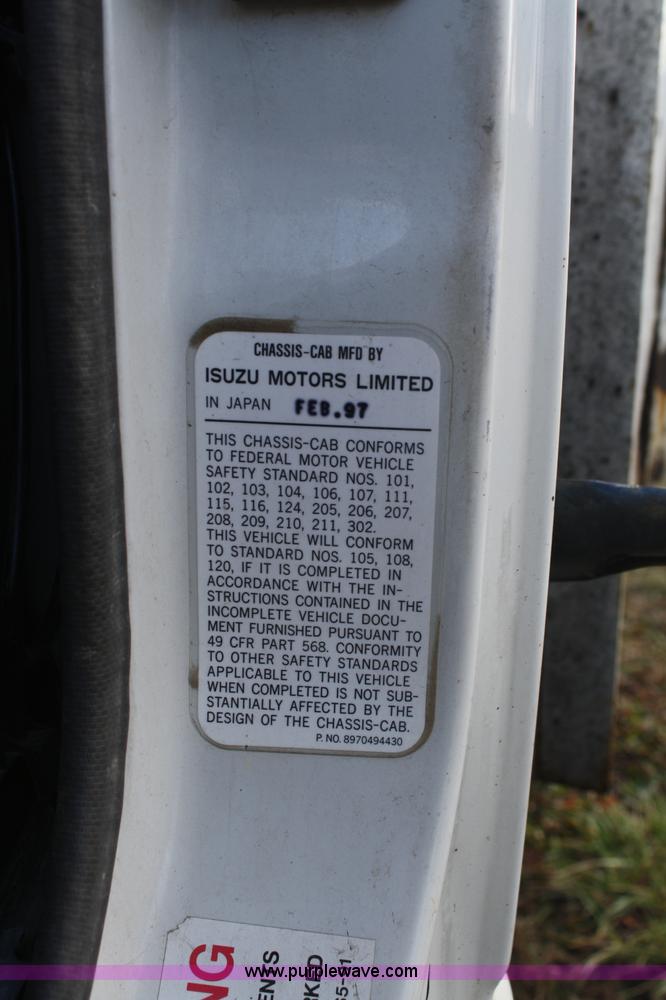 CHASSIS-CAB MFD BY
ISUZU MOTORS LIMITED
IN JAPAN FEB.97
THIS CHASSIS-CAB CONFORMS
TO FEDERAL MOTOR VEHICLE
SAFETY STANDARD NOS. 101,
102, 103, 104, 106, 107, 111,
115, 116, 124, 205, 206, 207,
208, 209, 210, 211, 302.
THIS VEHICLE WILL CONFORM
TO STANDARD NOS. 105, 108,
120, IF IT IS COMPLETED IN
ACCORDANCE WITH THE IN-
STRUCTIONS CONTAINED IN THE
INCOMPLETE VEHICLE DOCU-
MENT FURNISHED PURSUANT TO
49 CFR PART 568. CONFORMITY
TO OTHER SAFETY STANDARDS
APPLICABLE TO THIS VEHICLE
WHEN COMPLETED IS NOT SUB-
STANTIALLY AFFECTED BY THE
DESIGN OF THE CHASSIS-CAB.
P. NO. 8970494430
www.purplewave.com